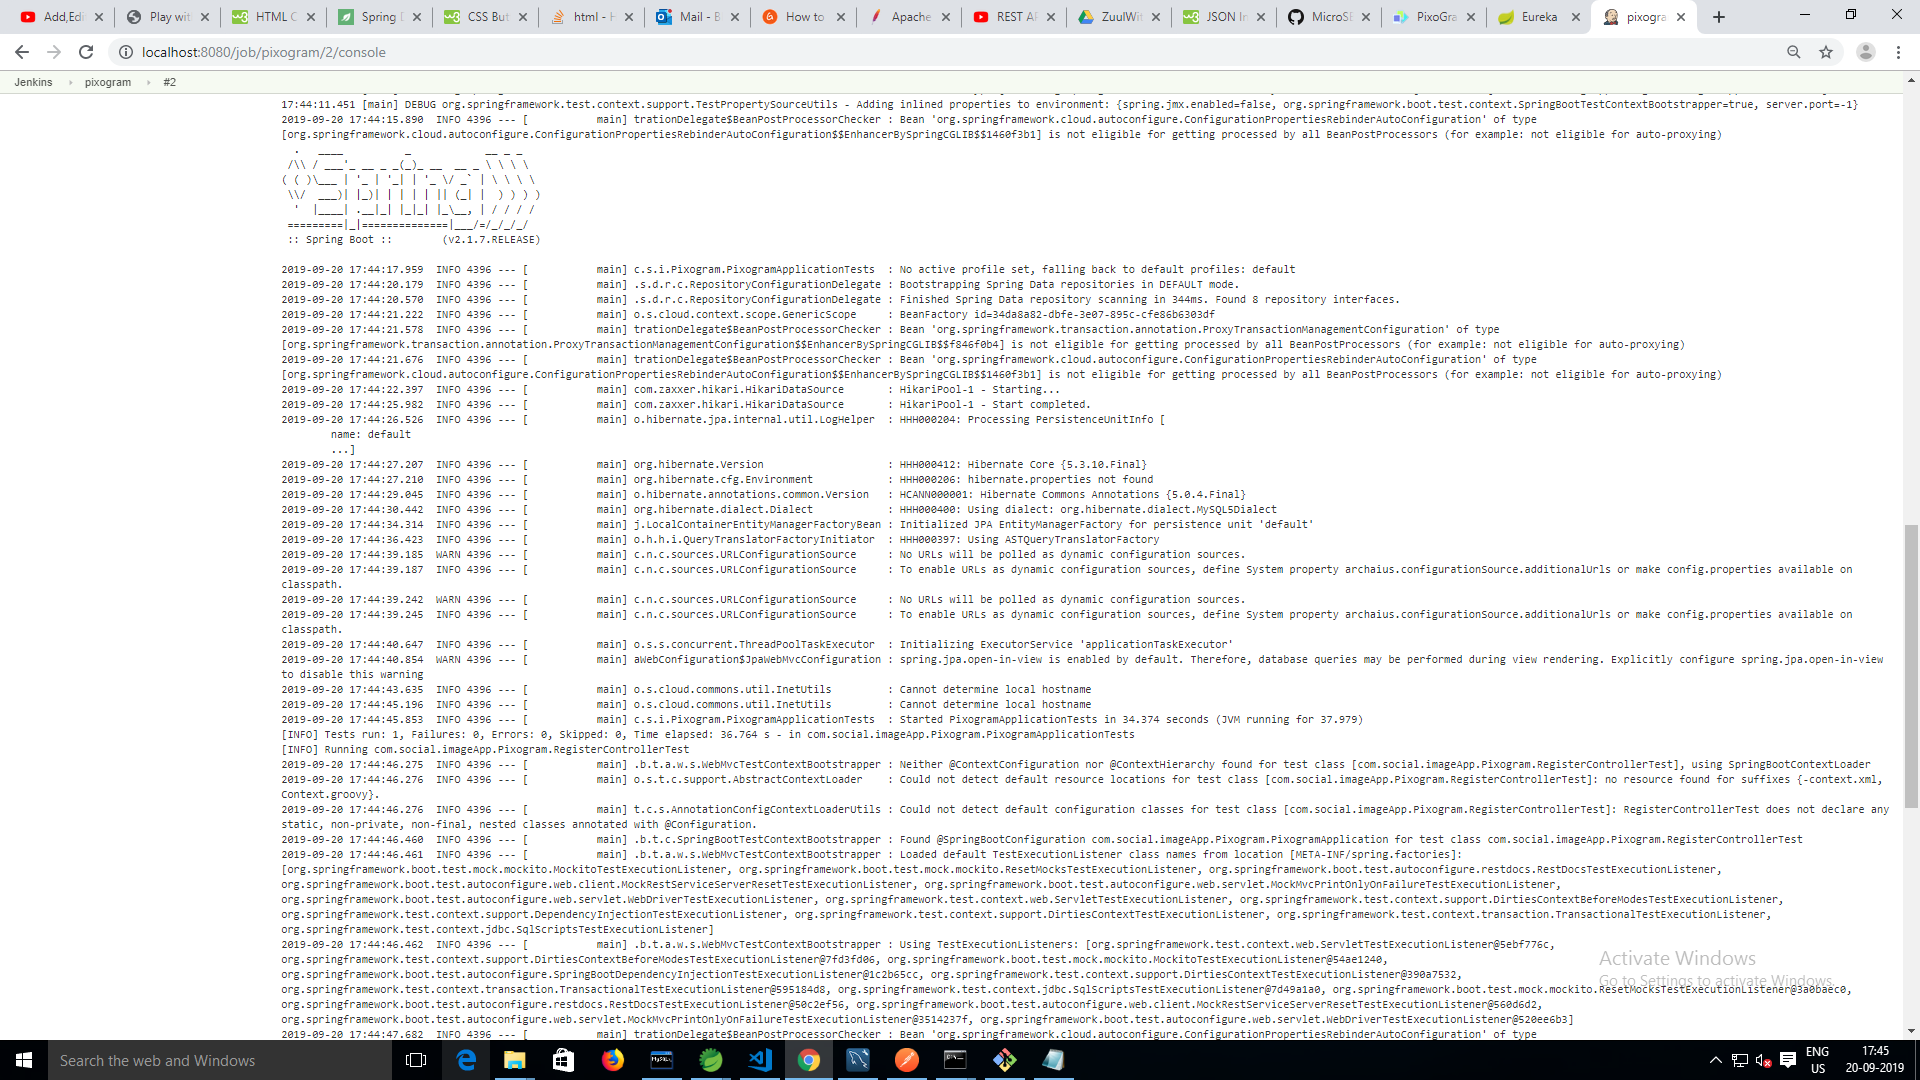 Add,Edi
Play wit
HTML C
Spring D
CSS But
html - H
Mail - B
How to
Apache
REST AP
ZuulWit
JSON In
MicroSE
PixoGra
Eureka
pixogra
localhost:8080/job/pixogram/2/console
Jenkins
pixogram
#2
17:44:11.451 [main] DEBUG org.springframework.test.context.support.TestPropertySourceUtils - Adding inlined properties to environment: {spring.jmx.enabled=false, org.springframework.boot.test.context.SpringBootTestContextBootstrapper=true, server.port=-1}
2019-09-20 17:44:15.890  INFO 4396 --- [           main] trationDelegate$BeanPostProcessorChecker : Bean 'org.springframework.cloud.autoconfigure.ConfigurationPropertiesRebinderAutoConfiguration' of type
[org.springframework.cloud.autoconfigure.ConfigurationPropertiesRebinderAutoConfiguration$$EnhancerBySpringCGLIB$$1460f3b1] is not eligible for getting processed by all BeanPostProcessors (for example: not eligible for auto-proxying)
:: Spring Boot ::        (v2.1.7.RELEASE)
2019-09-20 17:44:17.959  INFO 4396 --- [           main] c.s.i.Pixogram.PixogramApplicationTests  : No active profile set, falling back to default profiles: default
2019-09-20 17:44:20.179  INFO 4396 --- [           main] .s.d.r.c.RepositoryConfigurationDelegate : Bootstrapping Spring Data repositories in DEFAULT mode.
2019-09-20 17:44:20.570  INFO 4396 --- [           main] .s.d.r.c.RepositoryConfigurationDelegate : Finished Spring Data repository scanning in 344ms. Found 8 repository interfaces.
2019-09-20 17:44:21.222  INFO 4396 --- [           main] o.s.cloud.context.scope.GenericScope     : BeanFactory id=34da8a82-dbfe-3e07-895c-cfe86b6303df
2019-09-20 17:44:21.578  INFO 4396 --- [           main] trationDelegate$BeanPostProcessorChecker : Bean 'org.springframework.transaction.annotation.ProxyTransactionManagementConfiguration' of type
[org.springframework.transaction.annotation.ProxyTransactionManagementConfiguration$$EnhancerBySpringCGLIB$$f846f0b4] is not eligible for getting processed by all BeanPostProcessors (for example: not eligible for auto-proxying)
2019-09-20 17:44:21.676  INFO 4396 --- [           main] trationDelegate$BeanPostProcessorChecker : Bean 'org.springframework.cloud.autoconfigure.ConfigurationPropertiesRebinderAutoConfiguration' of type
[org.springframework.cloud.autoconfigure.ConfigurationPropertiesRebinderAutoConfiguration$$EnhancerBySpringCGLIB$$1460f3b1] is not eligible for getting processed by all BeanPostProcessors (for example: not eligible for auto-proxying)
2019-09-20 17:44:22.397  INFO 4396 --- [           main] com.zaxxer.hikari.HikariDataSource       : HikariPool-1 - Starting...
2019-09-20 17:44:25.982  INFO 4396 --- [           main] com.zaxxer.hikari.HikariDataSource       : HikariPool-1 - Start completed.
2019-09-20 17:44:26.526  INFO 4396 --- [           main] o.hibernate.jpa.internal.util.LogHelper  : HHH000204: Processing PersistenceUnitInfo [
name: default
...]
2019-09-20 17:44:27.207  INFO 4396 --- [           main] org.hibernate.Version                    : HHH000412: Hibernate Core {5.3.10.Final}
2019-09-20 17:44:27.210  INFO 4396 --- [           main] org.hibernate.cfg.Environment            : HHH000206: hibernate.properties not found
2019-09-20 17:44:29.045  INFO 4396 --- [           main] o.hibernate.annotations.common.Version   : HCANN000001: Hibernate Commons Annotations {5.0.4.Final}
2019-09-20 17:44:30.442  INFO 4396 --- [           main] org.hibernate.dialect.Dialect            : HHH000400: Using dialect: org.hibernate.dialect.MySQL5Dialect
2019-09-20 17:44:34.314  INFO 4396 --- [           main] j.LocalContainerEntityManagerFactoryBean : Initialized JPA EntityManagerFactory for persistence unit 'default'
2019-09-20 17:44:36.423  INFO 4396 --- [           main] o.h.h.i.QueryTranslatorFactoryInitiator  : HHH000397: Using ASTQueryTranslatorFactory
2019-09-20 17:44:39.185  WARN 4396 --- [           main] c.n.c.sources.URLConfigurationSource     : No URLs will be polled as dynamic configuration sources.
2019-09-20 17:44:39.187  INFO 4396 --- [           main] c.n.c.sources.URLConfigurationSource     : To enable URLs as dynamic configuration sources, define System property archaius.configurationSource.additionalUrls or make config.properties available on
classpath.
2019-09-20 17:44:39.242  WARN 4396 --- [           main] c.n.c.sources.URLConfigurationSource     : No URLs will be polled as dynamic configuration sources.
2019-09-20 17:44:39.245  INFO 4396 --- [           main] c.n.c.sources.URLConfigurationSource     : To enable URLs as dynamic configuration sources, define System property archaius.configurationSource.additionalUrls or make config.properties available on
classpath.
2019-09-20 17:44:40.647  INFO 4396 --- [           main] o.s.s.concurrent.ThreadPoolTaskExecutor  : Initializing ExecutorService 'applicationTaskExecutor'
2019-09-20 17:44:40.854  WARN 4396 --- [           main] aWebConfiguration$JpaWebMvcConfiguration : spring.jpa.open-in-view is enabled by default. Therefore, database queries may be performed during view rendering. Explicitly configure spring.jpa.open-in-view
to disable this warning
2019-09-20 17:44:43.635  INFO 4396 --- [           main] o.s.cloud.commons.util.InetUtils         : Cannot determine local hostname
2019-09-20 17:44:45.196  INFO 4396 --- [           main] o.s.cloud.commons.util.InetUtils         : Cannot determine local hostname
2019-09-20 17:44:45.853  INFO 4396 --- [           main] c.s.i.Pixogram.PixogramApplicationTests  : Started PixogramApplicationTests in 34.374 seconds (JVM running for 37.979)
[INFO] Tests run: 1, Failures: 0, Errors: 0, Skipped: 0, Time elapsed: 36.764 s - in com.social.imageApp.Pixogram.PixogramApplicationTests
[INFO] Running com.social.imageApp.Pixogram.RegisterControllerTest
2019-09-20 17:44:46.275  INFO 4396 --- [           main] .b.t.a.w.s.WebMvcTestContextBootstrapper : Neither @ContextConfiguration nor @ContextHierarchy found for test class [com.social.imageApp.Pixogram.RegisterControllerTest], using SpringBootContextLoader
2019-09-20 17:44:46.276  INFO 4396 --- [           main] o.s.t.c.support.AbstractContextLoader    : Could not detect default resource locations for test class [com.social.imageApp.Pixogram.RegisterControllerTest]: no resource found for suffixes {-context.xml,
Context.groovy}.
2019-09-20 17:44:46.276  INFO 4396 --- [           main] t.c.s.AnnotationConfigContextLoaderUtils : Could not detect default configuration classes for test class [com.social.imageApp.Pixogram.RegisterControllerTest]: RegisterControllerTest does not declare any
static, non-private, non-final, nested classes annotated with @Configuration.
2019-09-20 17:44:46.460  INFO 4396 --- [           main] .b.t.c.SpringBootTestContextBootstrapper : Found @SpringBootConfiguration com.social.imageApp.Pixogram.PixogramApplication for test class com.social.imageApp.Pixogram.RegisterControllerTest
2019-09-20 17:44:46.461  INFO 4396 --- [           main] .b.t.a.w.s.WebMvcTestContextBootstrapper : Loaded default TestExecutionListener class names from location [META-INF/spring.factories]:
[org.springframework.boot.test.mock.mockito.MockitoTestExecutionListener, org.springframework.boot.test.mock.mockito.ResetMocksTestExecutionListener, org.springframework.boot.test.autoconfigure.restdocs.RestDocsTestExecutionListener,
org.springframework.boot.test.autoconfigure.web.client.MockRestServiceServerResetTestExecutionListener, org.springframework.boot.test.autoconfigure.web.servlet.MockMvcPrintOnlyOnFailureTestExecutionListener,
org.springframework.boot.test.autoconfigure.web.servlet.WebDriverTestExecutionListener, org.springframework.test.context.web.ServletTestExecutionListener, org.springframework.test.context.support.DirtiesContextBeforeModesTestExecutionListener,
org.springframework.test.context.support.DependencyInjectionTestExecutionListener, org.springframework.test.context.support.DirtiesContextTestExecutionListener, org.springframework.test.context.transaction.TransactionalTestExecutionListener,
org.springframework.test.context.jdbc.SqlScriptsTestExecutionListener]
2019-09-20 17:44:46.462  INFO 4396 --- [           main] .b.t.a.w.s.WebMvcTestContextBootstrapper : Using TestExecutionListeners: [org.springframework.test.context.web.ServletTestExecutionListener@5ebf776c,
org.springframework.test.context.support.DirtiesContextBeforeModesTestExecutionListener@7fd3fd06, org.springframework.boot.test.mock.mockito.MockitoTestExecutionListener@54ae1240,
org.springframework.boot.test.autoconfigure.SpringBootDependencyInjectionTestExecutionListener@1c2b65cc, org.springframework.test.context.support.DirtiesContextTestExecutionListener@390a7532,
org.springframework.test.context.transaction.TransactionalTestExecutionListener@595184d8, org.springframework.test.context.jdbc.SqlScriptsTestExecutionListener@7d49a1a0, org.springframework.boot.test.mock.mockito.ResetMocksTestExecutionListener@3a0baec0,
org.springframework.boot.test.autoconfigure.restdocs.RestDocsTestExecutionListener@50c2ef56, org.springframework.boot.test.autoconfigure.web.client.MockRestServiceServerResetTestExecutionListener@560d6d2,
org.springframework.boot.test.autoconfigure.web.servlet.MockMvcPrintOnlyOnFailureTestExecutionListener@3514237f, org.springframework.boot.test.autoconfigure.web.servlet.WebDriverTestExecutionListener@520ee6b3]
2019-09-20 17:44:47.682  INFO 4396 --- [           main] trationDelegate$BeanPostProcessorChecker : Bean 'org.springframework.cloud.autoconfigure.ConfigurationPropertiesRebinderAutoConfiguration' of type
Activate Windows
Go to Settings to activate Windows.
Search the web and Windows
ENG
US
17:45
20-09-2019